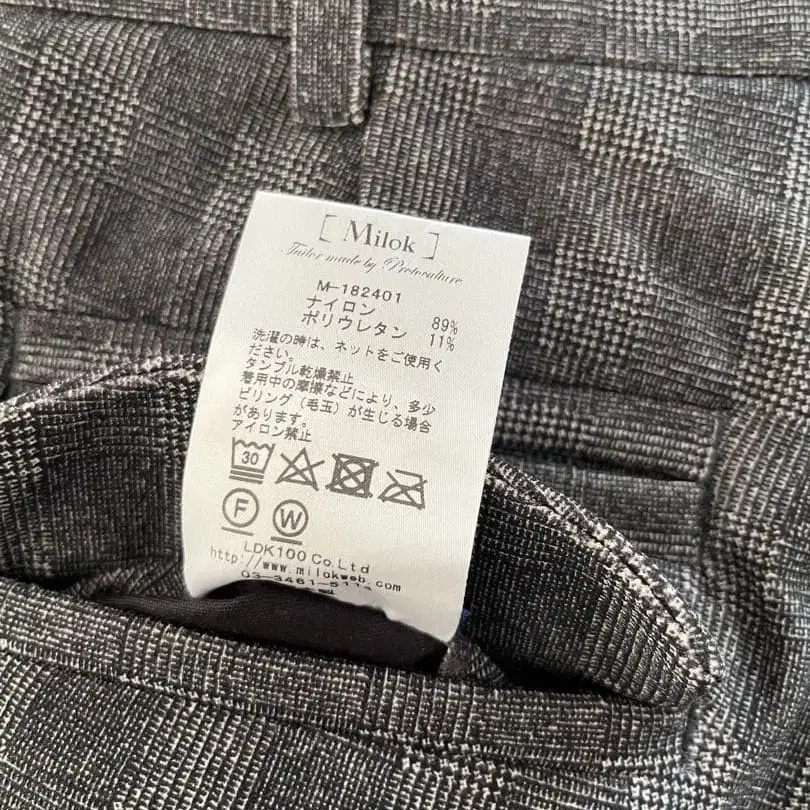 [ Milok ]
Tailor made by Protoculture
M-182401
ナイロン 89%
ポリウレタン 11%
洗濯の時は、ネットをご使用く
ださい。
タンブル乾燥禁止
着用中の摩擦などにより、多少
ピリング（毛玉）が生じる場合
があります。
アイロン禁止
30
F W
LDK100 Co.Ltd
http://www.milokweb.com